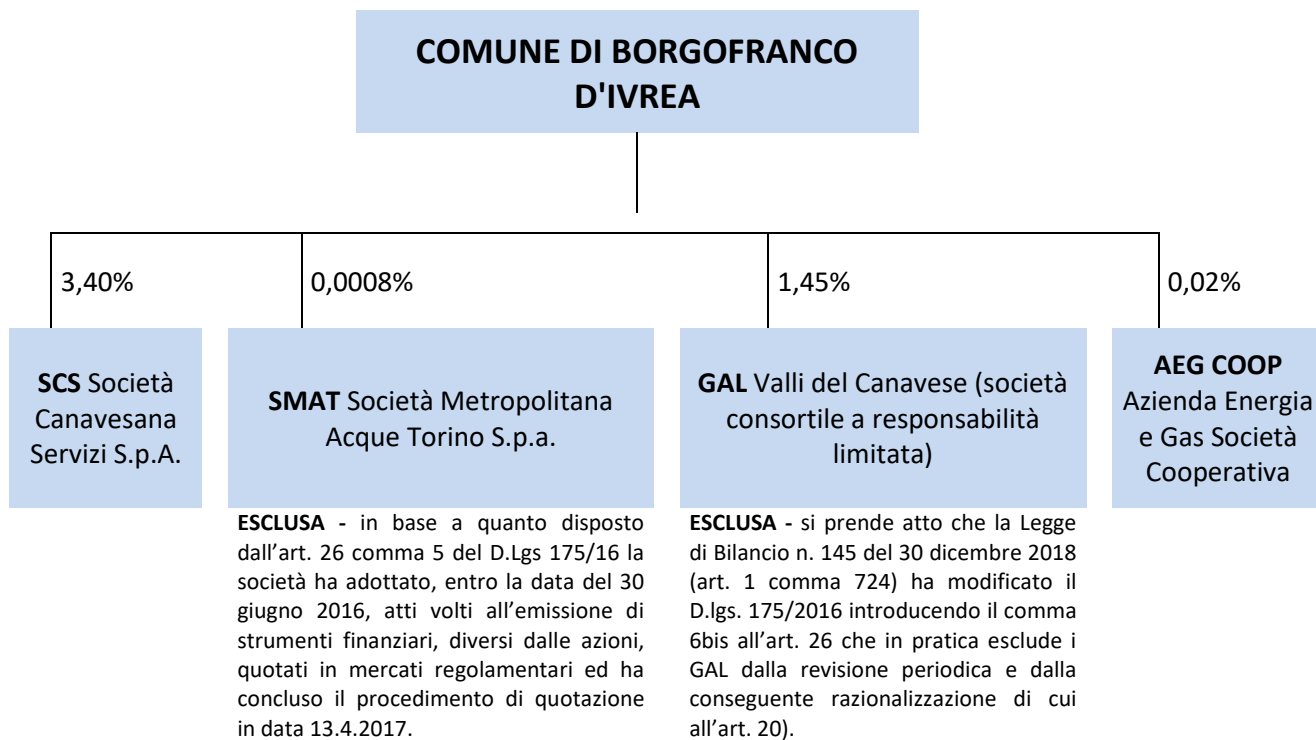 COMUNE DI BORGOFRANCO
D'IVREA
3,40%
0,0008%
1,45%
0,02%
SCS Società
Canavesana
Servizi S.p.A.
SMAT Società Metropolitana
Acque Torino S.p.a.
GAL Valli del Canavese (società
consortile a responsabilità
limitata)
AEG COOP
Azienda Energia
e Gas Società
Cooperativa
ESCLUSA - in base a quanto disposto
dall’art. 26 comma 5 del D.Lgs 175/16 la
società ha adottato, entro la data del 30
giugno 2016, atti volti all’emissione di
strumenti finanziari, diversi dalle azioni,
quotati in mercati regolamentari ed ha
concluso il procedimento di quotazione
in data 13.4.2017.
ESCLUSA - si prende atto che la Legge
di Bilancio n. 145 del 30 dicembre 2018
(art. 1 comma 724) ha modificato il
D.lgs. 175/2016 introducendo il comma
6bis all’art. 26 che in pratica esclude i
GAL dalla revisione periodica e dalla
conseguente razionalizzazione di cui
all’art. 20).